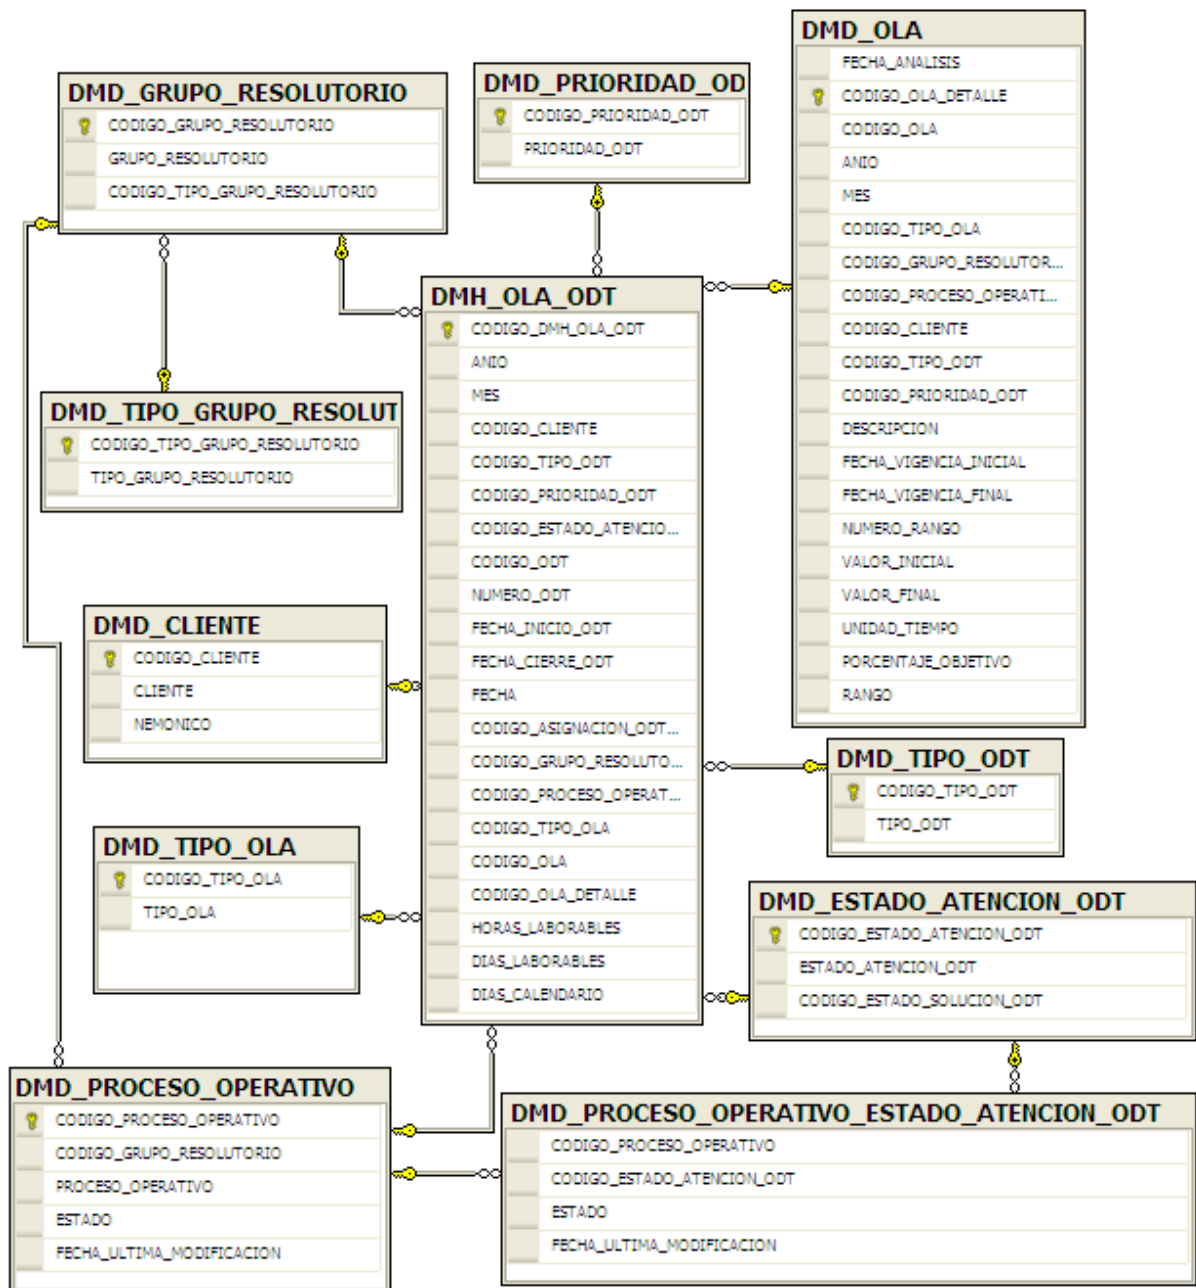 DMD_GRUPO_RESOLUTORIO
CODIGO_GRUPO_RESOLUTORIO
GRUPO_RESOLUTORIO
CODIGO_TIPO_GRUPO_RESOLUTORIO
DMD_PRIORIDAD_OD
CODIGO_PRIORIDAD_ODT
PRIORIDAD_ODT
DMD_OLA
FECHA_ANALISIS
CODIGO_OLA_DETALLE
CODIGO_OLA
ANIO
MES
CODIGO_TIPO_OLA
CODIGO_GRUPO_RESOLUTOR...
CODIGO_PROCESO_OPERATI...
CODIGO_CLIENTE
CODIGO_TIPO_ODT
CODIGO_PRIORIDAD_ODT
DESCRIPCION
FECHA_VIGENCIA_INICIAL
FECHA_VIGENCIA_FINAL
NUMERO_RANGO
VALOR_INICIAL
VALOR_FINAL
UNIDAD_TIEMPO
PORCENTAJE_OBJETIVO
RANGO
DMD_TIPO_GRUPO_RESOLUT
CODIGO_TIPO_GRUPO_RESOLUTORIO
TIPO_GRUPO_RESOLUTORIO
DMH_OLA_ODT
CODIGO_DMH_OLA_ODT
ANIO
MES
CODIGO_CLIENTE
CODIGO_TIPO_ODT
CODIGO_PRIORIDAD_ODT
CODIGO_ESTADO_ATENCIO...
CODIGO_ODT
NUMERO_ODT
FECHA_INICIO_ODT
FECHA_CIERRE_ODT
FECHA
CODIGO_ASIGNACION_ODT...
CODIGO_GRUPO_RESOLUTO...
CODIGO_PROCESO_OPERAT...
CODIGO_TIPO_OLA
CODIGO_OLA
CODIGO_OLA_DETALLE
HORAS_LABORABLES
DIAS_LABORABLES
DIAS_CALENDARIO
DMD_CLIENTE
CODIGO_CLIENTE
CLIENTE
NEMONICO
DMD_TIPO_ODT
CODIGO_TIPO_ODT
TIPO_ODT
DMD_TIPO_OLA
CODIGO_TIPO_OLA
TIPO_OLA
DMD_ESTADO_ATENCION_ODT
CODIGO_ESTADO_ATENCION_ODT
ESTADO_ATENCION_ODT
CODIGO_ESTADO_SOLUCION_ODT
DMD_PROCESO_OPERATIVO
CODIGO_PROCESO_OPERATIVO
CODIGO_GRUPO_RESOLUTORIO
PROCESO_OPERATIVO
ESTADO
FECHA_ULTIMA_MODIFICACION
DMD_PROCESO_OPERATIVO_ESTADO_ATENCION_ODT
CODIGO_PROCESO_OPERATIVO
CODIGO_ESTADO_ATENCION_ODT
ESTADO
FECHA_ULTIMA_MODIFICACION